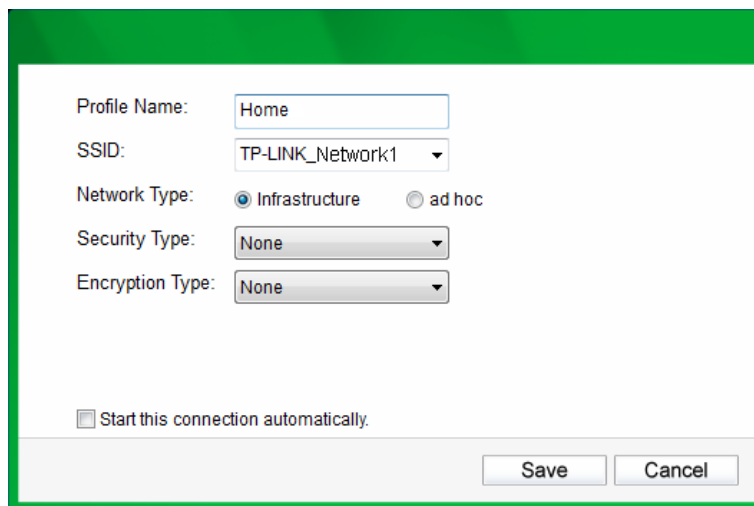 Profile Name: Home
SSID: TP-LINK_Network1
Network Type: Infrastructure ad hoc
Security Type: None
Encryption Type: None
Start this connection automatically.
Save Cancel